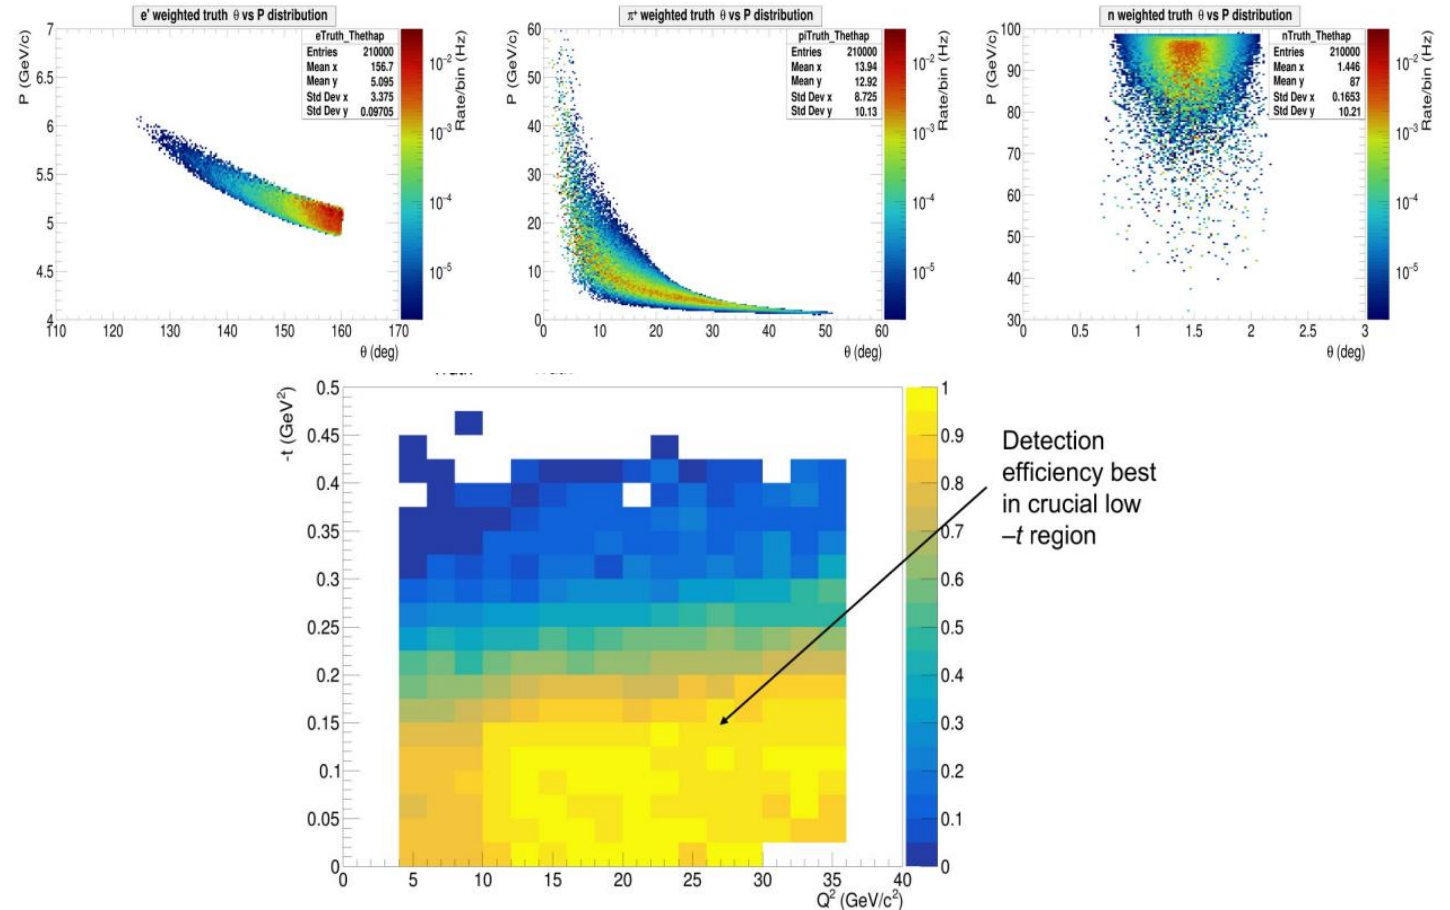 e' weighted truth θ vs P distribution
P (GeV/c)
7
6.5
6
5.5
5
4.5
4
110 120 130 140 150 160 170
θ (deg)
eTruth_Thethap
Entries 210000
Mean x 156.7
Mean y 5.095
Std Dev x 3.375
Std Dev y 0.09705
10⁻²
10⁻³
10⁻⁴
10⁻⁵
Rate/bin (Hz)
π⁺ weighted truth θ vs P distribution
P (GeV/c)
60
50
40
30
20
10
0
0 10 20 30 40 50 60
θ (deg)
piTruth_Thethap
Entries 210000
Mean x 13.94
Mean y 12.92
Std Dev x 8.725
Std Dev y 10.13
10⁻²
10⁻³
10⁻⁴
10⁻⁵
Rate/bin (Hz)
n weighted truth θ vs P distribution
P (GeV/c)
100
90
80
70
60
50
40
30
0 0.5 1 1.5 2 2.5 3
θ (deg)
nTruth_Thethap
Entries 210000
Mean x 1.446
Mean y 87
Std Dev x 0.1653
Std Dev y 10.21
10⁻²
10⁻³
10⁻⁴
10⁻⁵
Rate/bin (Hz)
-t (GeV²)
0.5
0.45
0.4
0.35
0.3
0.25
0.2
0.15
0.1
0.05
0
0 5 10 15 20 25 30 35 40
Q² (GeV/c²)
1
0.9
0.8
0.7
0.6
0.5
0.4
0.3
0.2
0.1
0
Detection
efficiency best
in crucial low
–t region